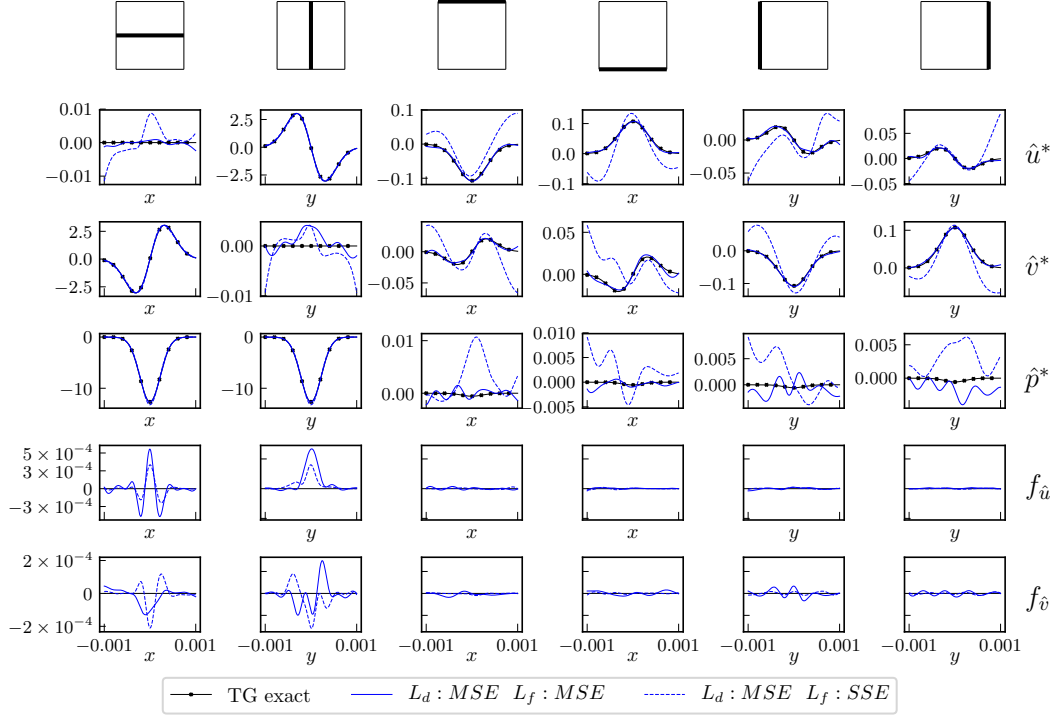 0.01
0.00
−0.01
x
2.5
0.0
−2.5
y
0.1
0.0
−0.1
x
0.1
0.0
−0.1
x
0.00
−0.05
y
0.05
0.00
−0.05
y
û*
2.5
0.0
−2.5
x
0.00
−0.01
y
0.00
−0.05
x
0.05
0.00
x
0.0
−0.1
y
0.1
0.0
y
v̂*
0
−10
x
0
−10
y
0.01
0.00
x
0.010
0.005
0.000
−0.005
x
0.005
0.000
y
0.005
0.000
y
p̂*
5 × 10⁻⁴
3 × 10⁻⁴
0
−3 × 10⁻⁴
x
y
x
x
y
y
f_û
2 × 10⁻⁴
0
−2 × 10⁻⁴
−0.001 0.001
x
−0.001 0.001
y
−0.001 0.001
x
−0.001 0.001
x
−0.001 0.001
y
−0.001 0.001
y
f_v̂
TG exact
L_d : MSE L_f : MSE
L_d : MSE L_f : SSE